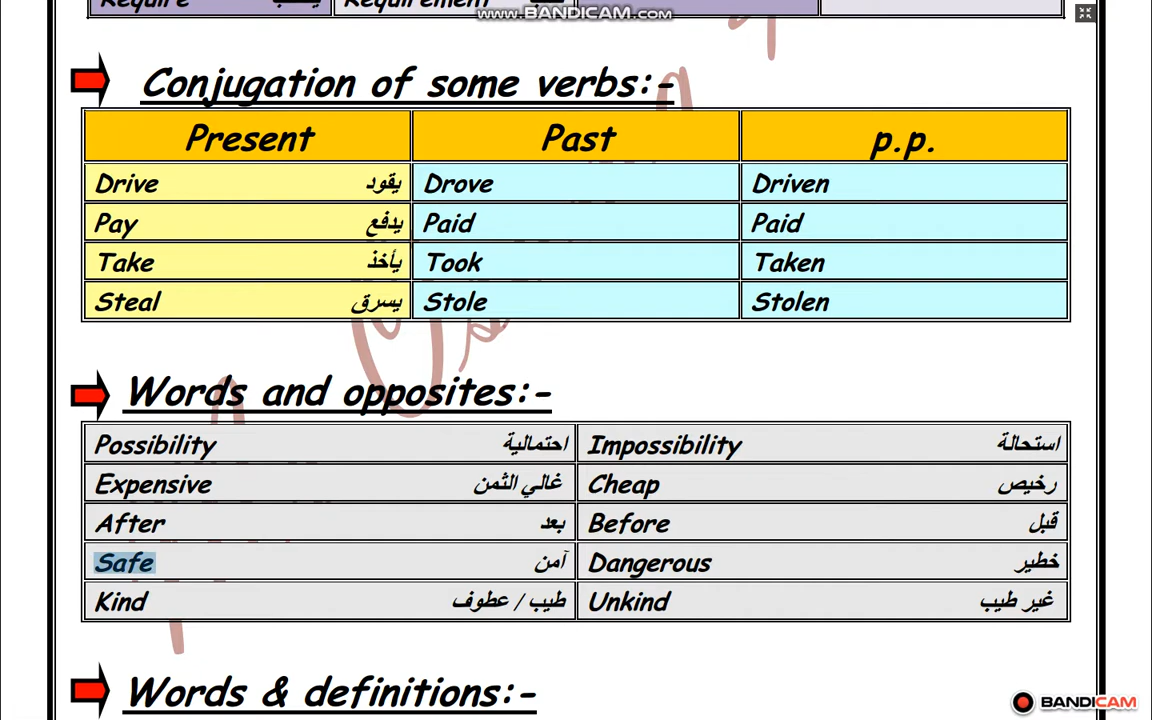 Require Requirement
www.BANDICAM.com
Conjugation of some verbs:-
Present Past p.p.
Drive يقود Drove Driven
Pay يدفع Paid Paid
Take يأخذ Took Taken
Steal يسرق Stole Stolen
Words and opposites:-
Possibility احتمالية Impossibility استحالة
Expensive غالي الثمن Cheap رخيص
After بعد Before قبل
Safe آمن Dangerous خطير
Kind طيب / عطوف Unkind غير طيب
Words & definitions:-
BANDICAM